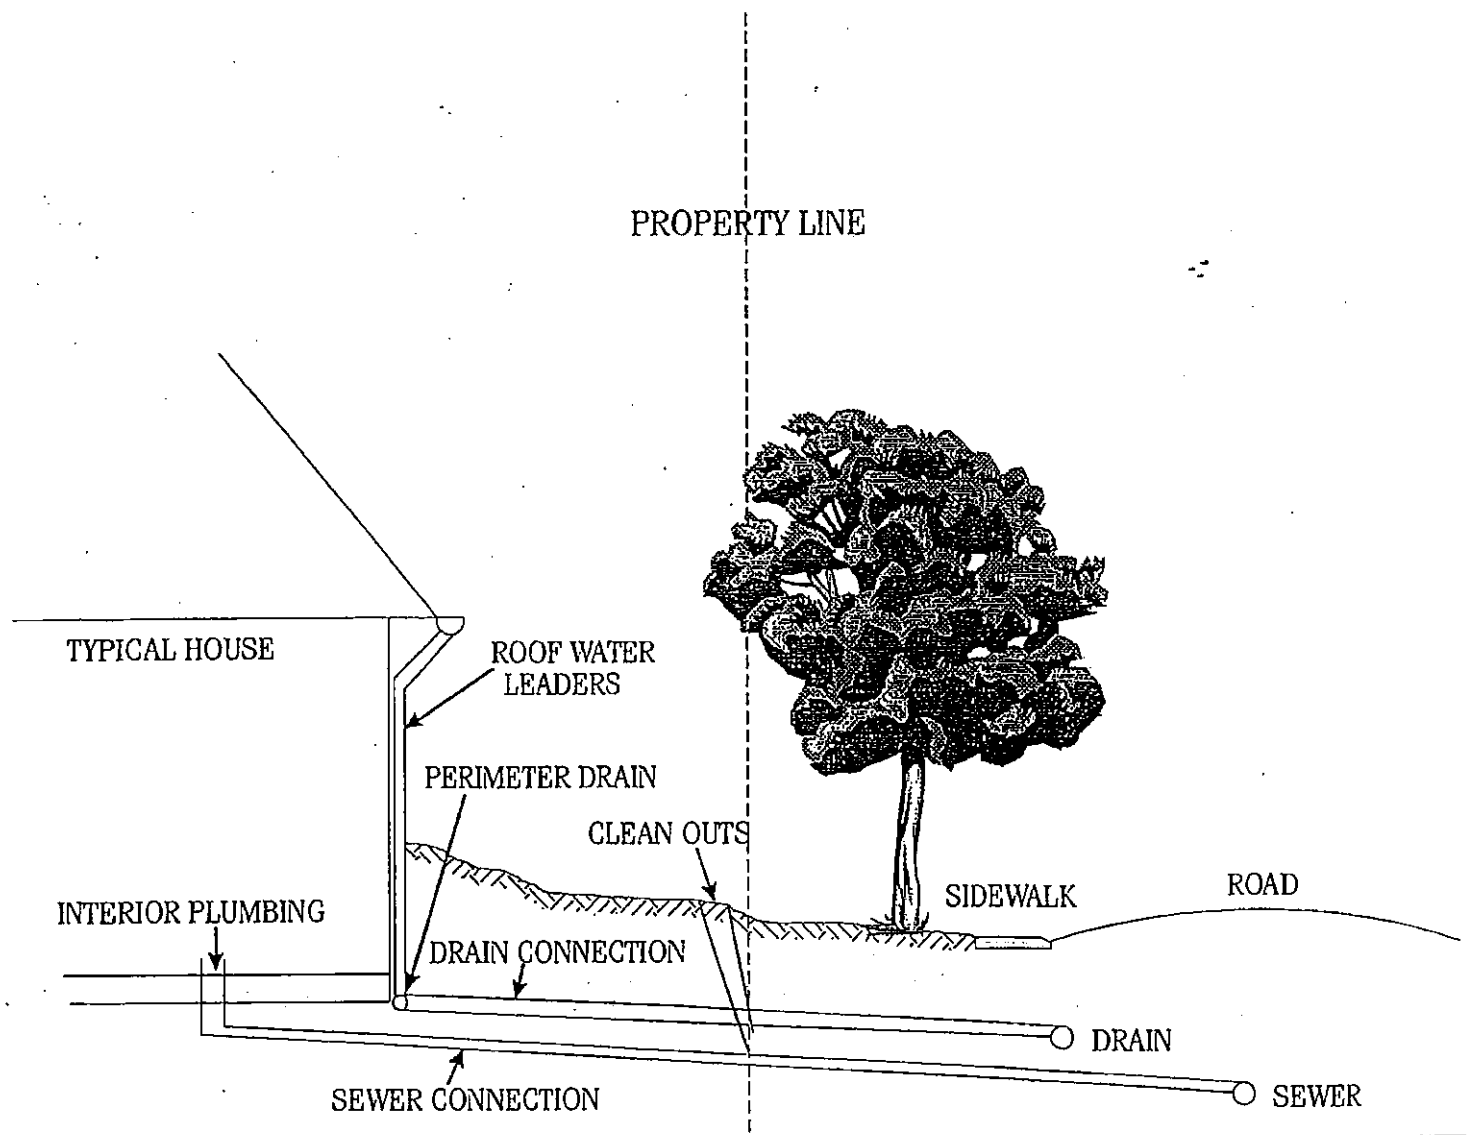 PROPERTY LINE
TYPICAL HOUSE
ROOF WATER
LEADERS
PERIMETER DRAIN
CLEAN OUTS
SIDEWALK
ROAD
INTERIOR PLUMBING
DRAIN CONNECTION
DRAIN
SEWER CONNECTION
SEWER